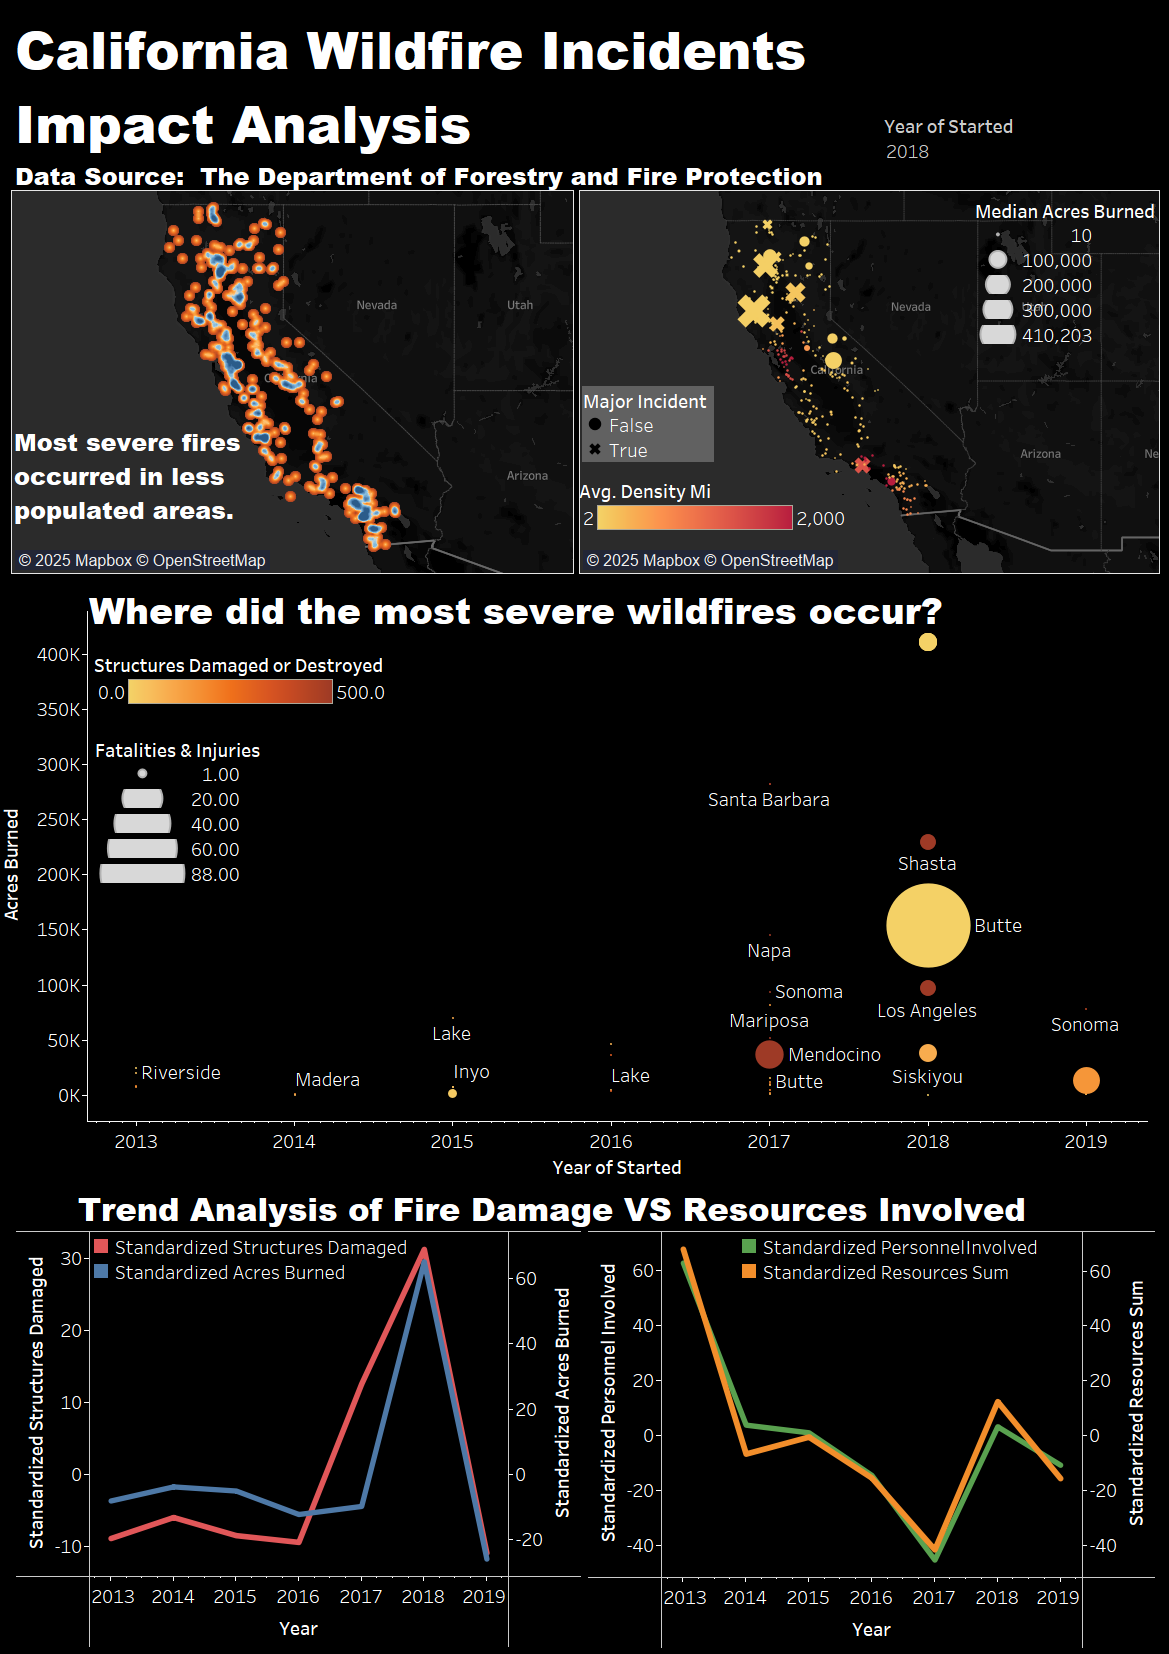 California Wildfire Incidents
Impact Analysis
Year of Started
2018
Data Source:  The Department of Forestry and Fire Protection
Nevada
Utah
California
Arizona
Most severe fires
occurred in less
populated areas.
© 2025 Mapbox © OpenStreetMap
Median Acres Burned
10
100,000
200,000
300,000
410,203
Nevada
Utah
California
Arizona
Ne
Major Incident
False
True
Avg. Density Mi
2
2,000
© 2025 Mapbox © OpenStreetMap
Where did the most severe wildfires occur?
Structures Damaged or Destroyed
0.0
500.0
Fatalities & Injuries
1.00
20.00
40.00
60.00
88.00
Acres Burned
400K
350K
300K
250K
200K
150K
100K
50K
0K
Santa Barbara
Shasta
Butte
Napa
Sonoma
Los Angeles
Mariposa
Sonoma
Lake
Mendocino
Riverside
Madera
Inyo
Lake
Butte
Siskiyou
2013
2014
2015
2016
2017
2018
2019
Year of Started
Trend Analysis of Fire Damage VS Resources Involved
Standardized Structures Damaged
Standardized Acres Burned
Standardized Structures Damaged
30
20
10
0
-10
60
40
20
0
-20
Standardized Acres Burned
2013
2014
2015
2016
2017
2018
2019
Year
Standardized PersonnelInvolved
Standardized Resources Sum
Standardized Personnel Involved
60
40
20
0
-20
-40
60
40
20
0
-20
-40
Standardized Resources Sum
2013
2014
2015
2016
2017
2018
2019
Year